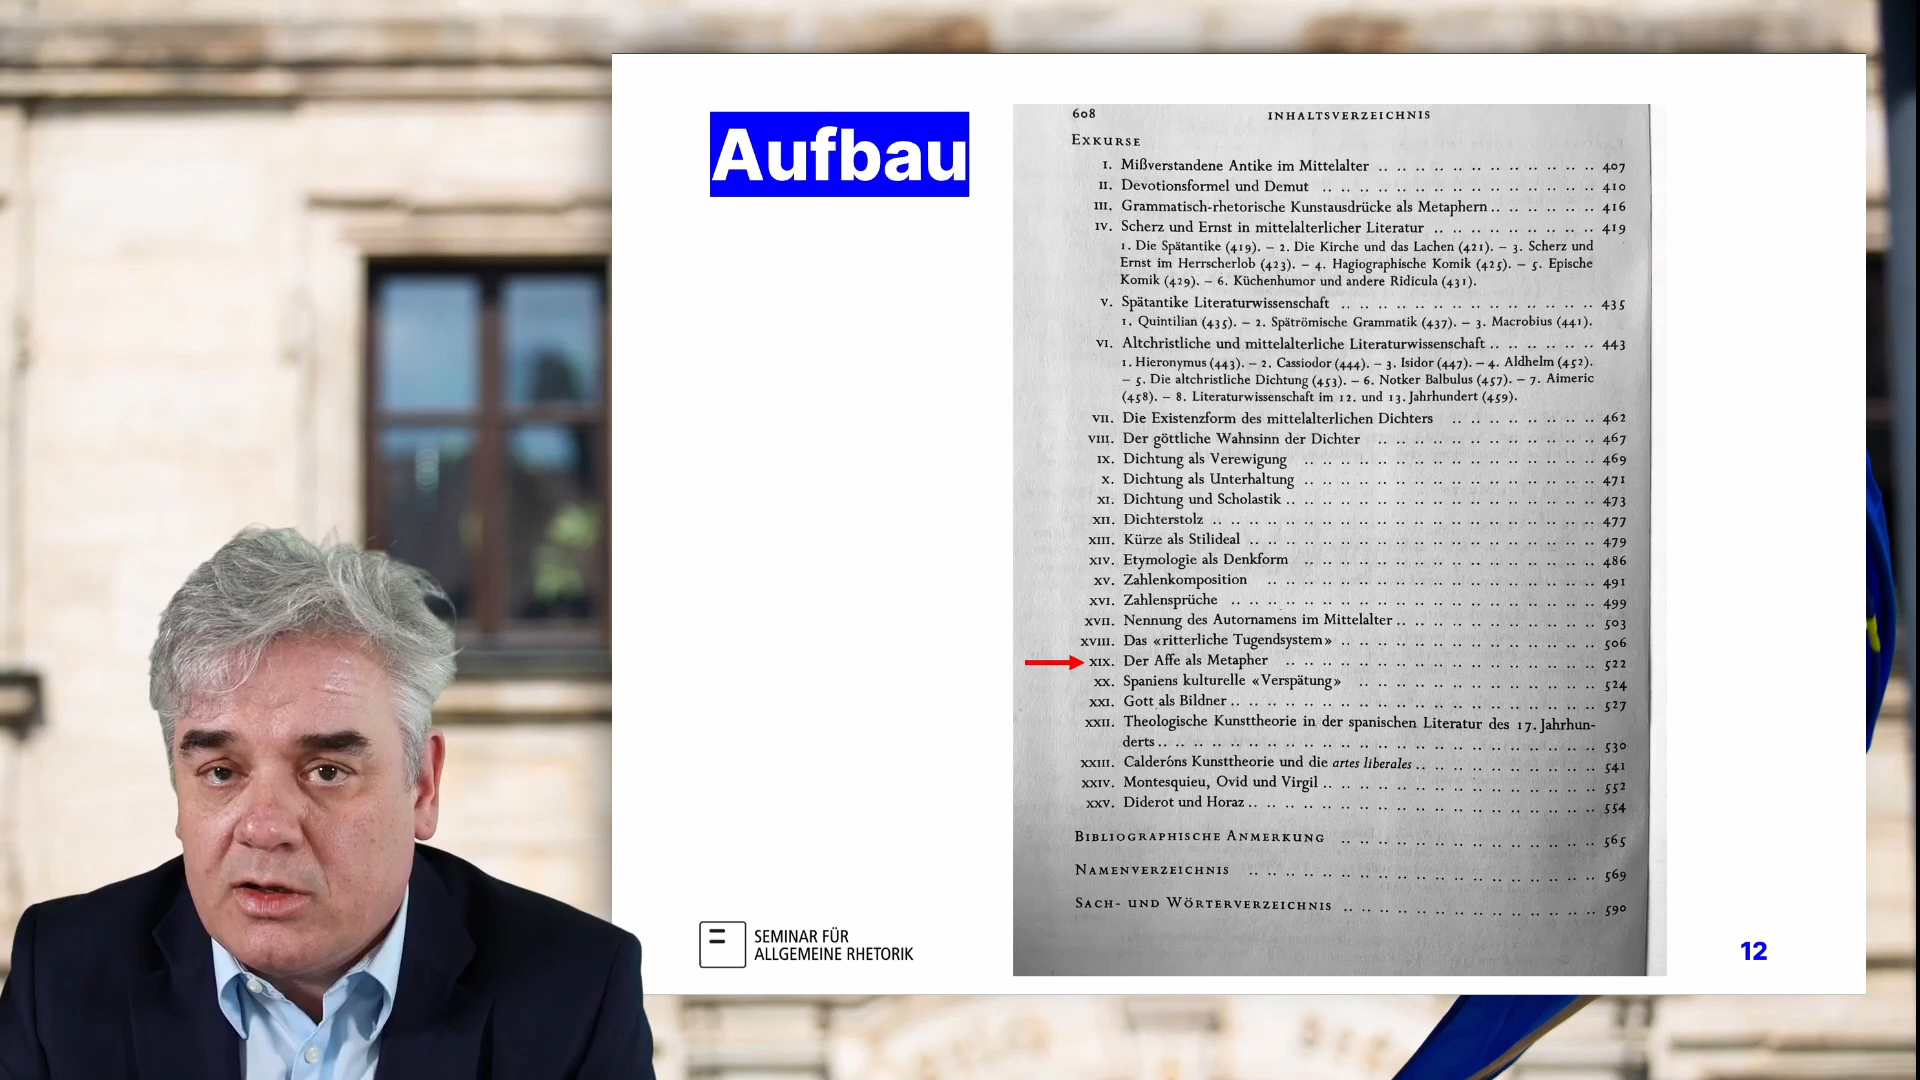 Aufbau
608 INHALTSVERZEICHNIS
EXKURSE
I. Mißverstandene Antike im Mittelalter .. .. .. .. .. .. .. .. .. .. .. .. 407
II. Devotionsformel und Demut .. .. .. .. .. .. .. .. .. .. .. .. .. .. .. 410
III. Grammatisch-rhetorische Kunstausdrücke als Metaphern .. .. .. .. .. .. 416
IV. Scherz und Ernst in mittelalterlicher Literatur .. .. .. .. .. .. .. .. .. 419
1. Die Spätantike (419). – 2. Die Kirche und das Lachen (421). – 3. Scherz und
Ernst im Herrscherlob (423). – 4. Hagiographische Komik (425). – 5. Epische
Komik (429). – 6. Küchenhumor und andere Ridicula (431).
V. Spätantike Literaturwissenschaft .. .. .. .. .. .. .. .. .. .. .. .. .. .. 435
1. Quintilian (435). – 2. Spätrömische Grammatik (437). – 3. Macrobius (441).
VI. Altchristliche und mittelalterliche Literaturwissenschaft .. .. .. .. .. .. 443
1. Hieronymus (443). – 2. Cassiodor (444). – 3. Isidor (447). – 4. Aldhelm (452).
– 5. Die altchristliche Dichtung (453). – 6. Notker Balbulus (457). – 7. Aimeric
(458). – 8. Literaturwissenschaft im 12. und 13. Jahrhundert (459).
VII. Die Existenzform des mittelalterlichen Dichters .. .. .. .. .. .. .. .. 462
VIII. Der göttliche Wahnsinn der Dichter .. .. .. .. .. .. .. .. .. .. .. .. 467
IX. Dichtung als Verewigung .. .. .. .. .. .. .. .. .. .. .. .. .. .. .. .. 469
X. Dichtung als Unterhaltung .. .. .. .. .. .. .. .. .. .. .. .. .. .. .. .. 471
XI. Dichtung und Scholastik .. .. .. .. .. .. .. .. .. .. .. .. .. .. .. .. .. 473
XII. Dichterstolz .. .. .. .. .. .. .. .. .. .. .. .. .. .. .. .. .. .. .. .. .. 477
XIII. Kürze als Stilideal .. .. .. .. .. .. .. .. .. .. .. .. .. .. .. .. .. .. .. 479
XIV. Etymologie als Denkform .. .. .. .. .. .. .. .. .. .. .. .. .. .. .. .. 486
XV. Zahlenkomposition .. .. .. .. .. .. .. .. .. .. .. .. .. .. .. .. .. .. 491
XVI. Zahlensprüche .. .. .. .. .. .. .. .. .. .. .. .. .. .. .. .. .. .. .. .. 499
XVII. Nennung des Autornamens im Mittelalter .. .. .. .. .. .. .. .. .. .. .. 503
XVIII. Das «ritterliche Tugendsystem» .. .. .. .. .. .. .. .. .. .. .. .. .. .. 506
XIX. Der Affe als Metapher .. .. .. .. .. .. .. .. .. .. .. .. .. .. .. .. .. 522
XX. Spaniens kulturelle «Verspätung» .. .. .. .. .. .. .. .. .. .. .. .. .. 524
XXI. Gott als Bildner .. .. .. .. .. .. .. .. .. .. .. .. .. .. .. .. .. .. .. .. 527
XXII. Theologische Kunsttheorie in der spanischen Literatur des 17. Jahrhun-
derts .. .. .. .. .. .. .. .. .. .. .. .. .. .. .. .. .. .. .. .. .. .. .. .. 530
XXIII. Calderóns Kunsttheorie und die artes liberales .. .. .. .. .. .. .. .. .. .. 541
XXIV. Montesquieu, Ovid und Virgil .. .. .. .. .. .. .. .. .. .. .. .. .. .. .. 552
XXV. Diderot und Horaz .. .. .. .. .. .. .. .. .. .. .. .. .. .. .. .. .. .. .. 554
BIBLIOGRAPHISCHE ANMERKUNG .. .. .. .. .. .. .. .. .. .. .. .. .. .. 565
NAMENVERZEICHNIS .. .. .. .. .. .. .. .. .. .. .. .. .. .. .. .. .. .. .. 569
SACH- UND WÖRTERVERZEICHNIS .. .. .. .. .. .. .. .. .. .. .. .. .. .. 590
SEMINAR FÜR
ALLGEMEINE RHETORIK
12